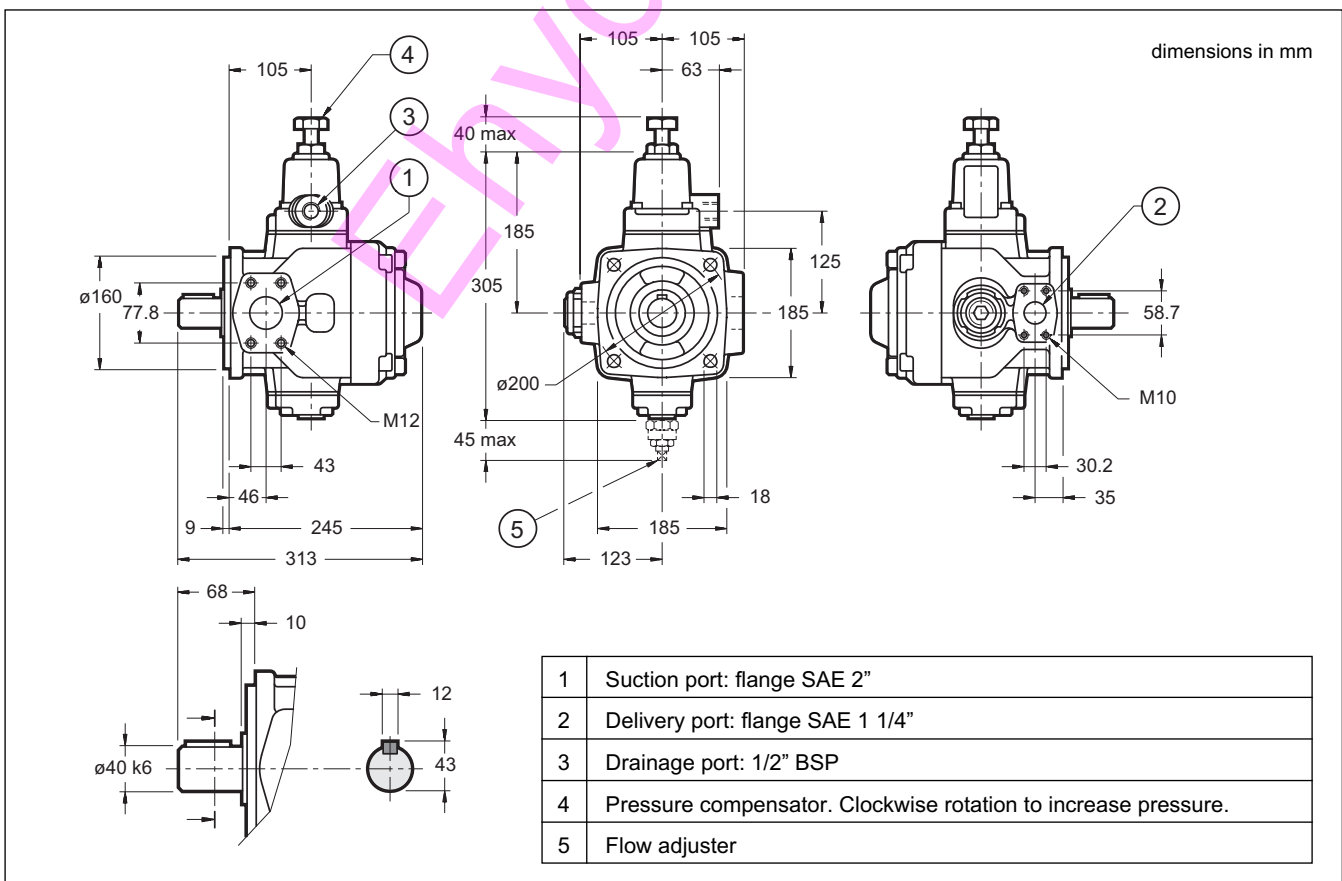 dimensions in mm
105
4
3
1
ø160
77.8
M12
43
46
9
245
313
105
105
63
40 max
185
305
125
185
ø200
45 max
18
5
185
123
2
58.7
M10
30.2
35
68
10
12
ø40 k6
43
1 Suction port: flange SAE 2”
2 Delivery port: flange SAE 1 1/4”
3 Drainage port: 1/2” BSP
4 Pressure compensator. Clockwise rotation to increase pressure.
5 Flow adjuster